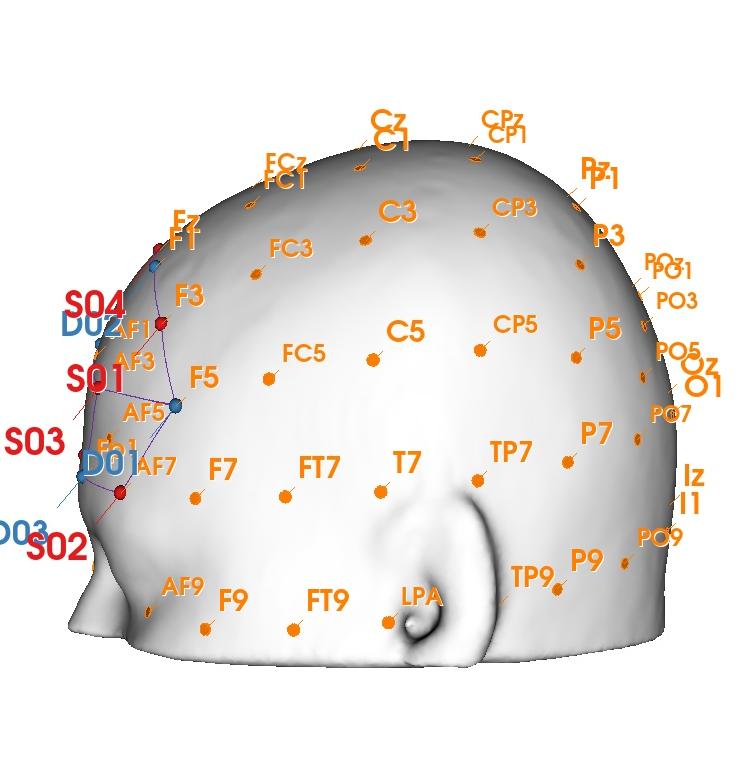 Cz
C1
CPz
CP1
FCz
FC1
Pz
P1
C3
CP3
Fz
F1
FC3
P3
POz
PO1
F3
PO3
S04
D02
AF1
C5
CP5
P5
FC5
AF3
PO5
Oz
O1
S01
F5
AF5
PO7
S03
Fp1
D01
AF7
F7
FT7
T7
TP7
P7
Iz
I1
D03
S02
PO9
AF9
F9
FT9
LPA
TP9
P9